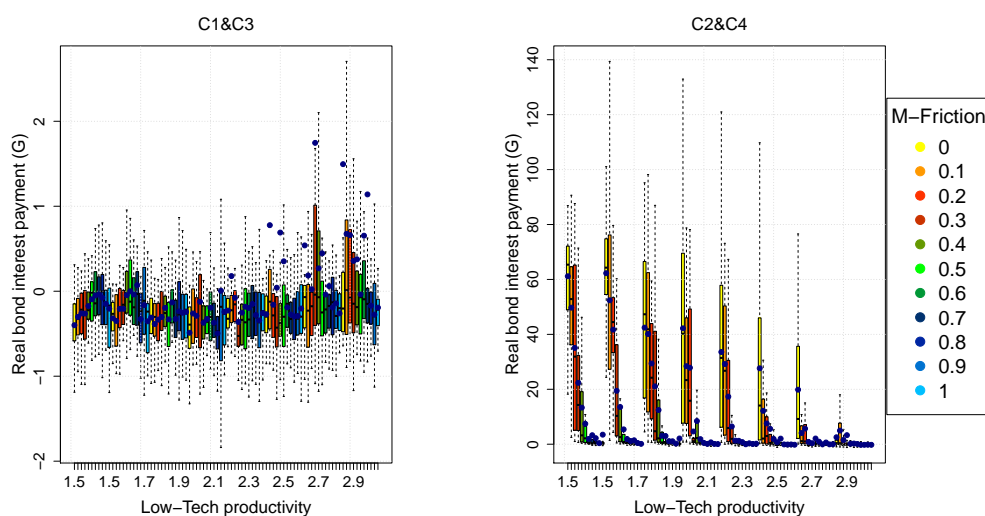 C1&C3
Real bond interest payment (G)
2
1
0
−1
−2
1.5 1.5 1.7 1.9 2.1 2.3 2.5 2.7 2.9
Low−Tech productivity
C2&C4
Real bond interest payment (G)
140
120
100
80
60
40
20
0
1.5 1.5 1.7 1.9 2.1 2.3 2.5 2.7 2.9
Low−Tech productivity
M−Friction
0
0.1
0.2
0.3
0.4
0.5
0.6
0.7
0.8
0.9
1